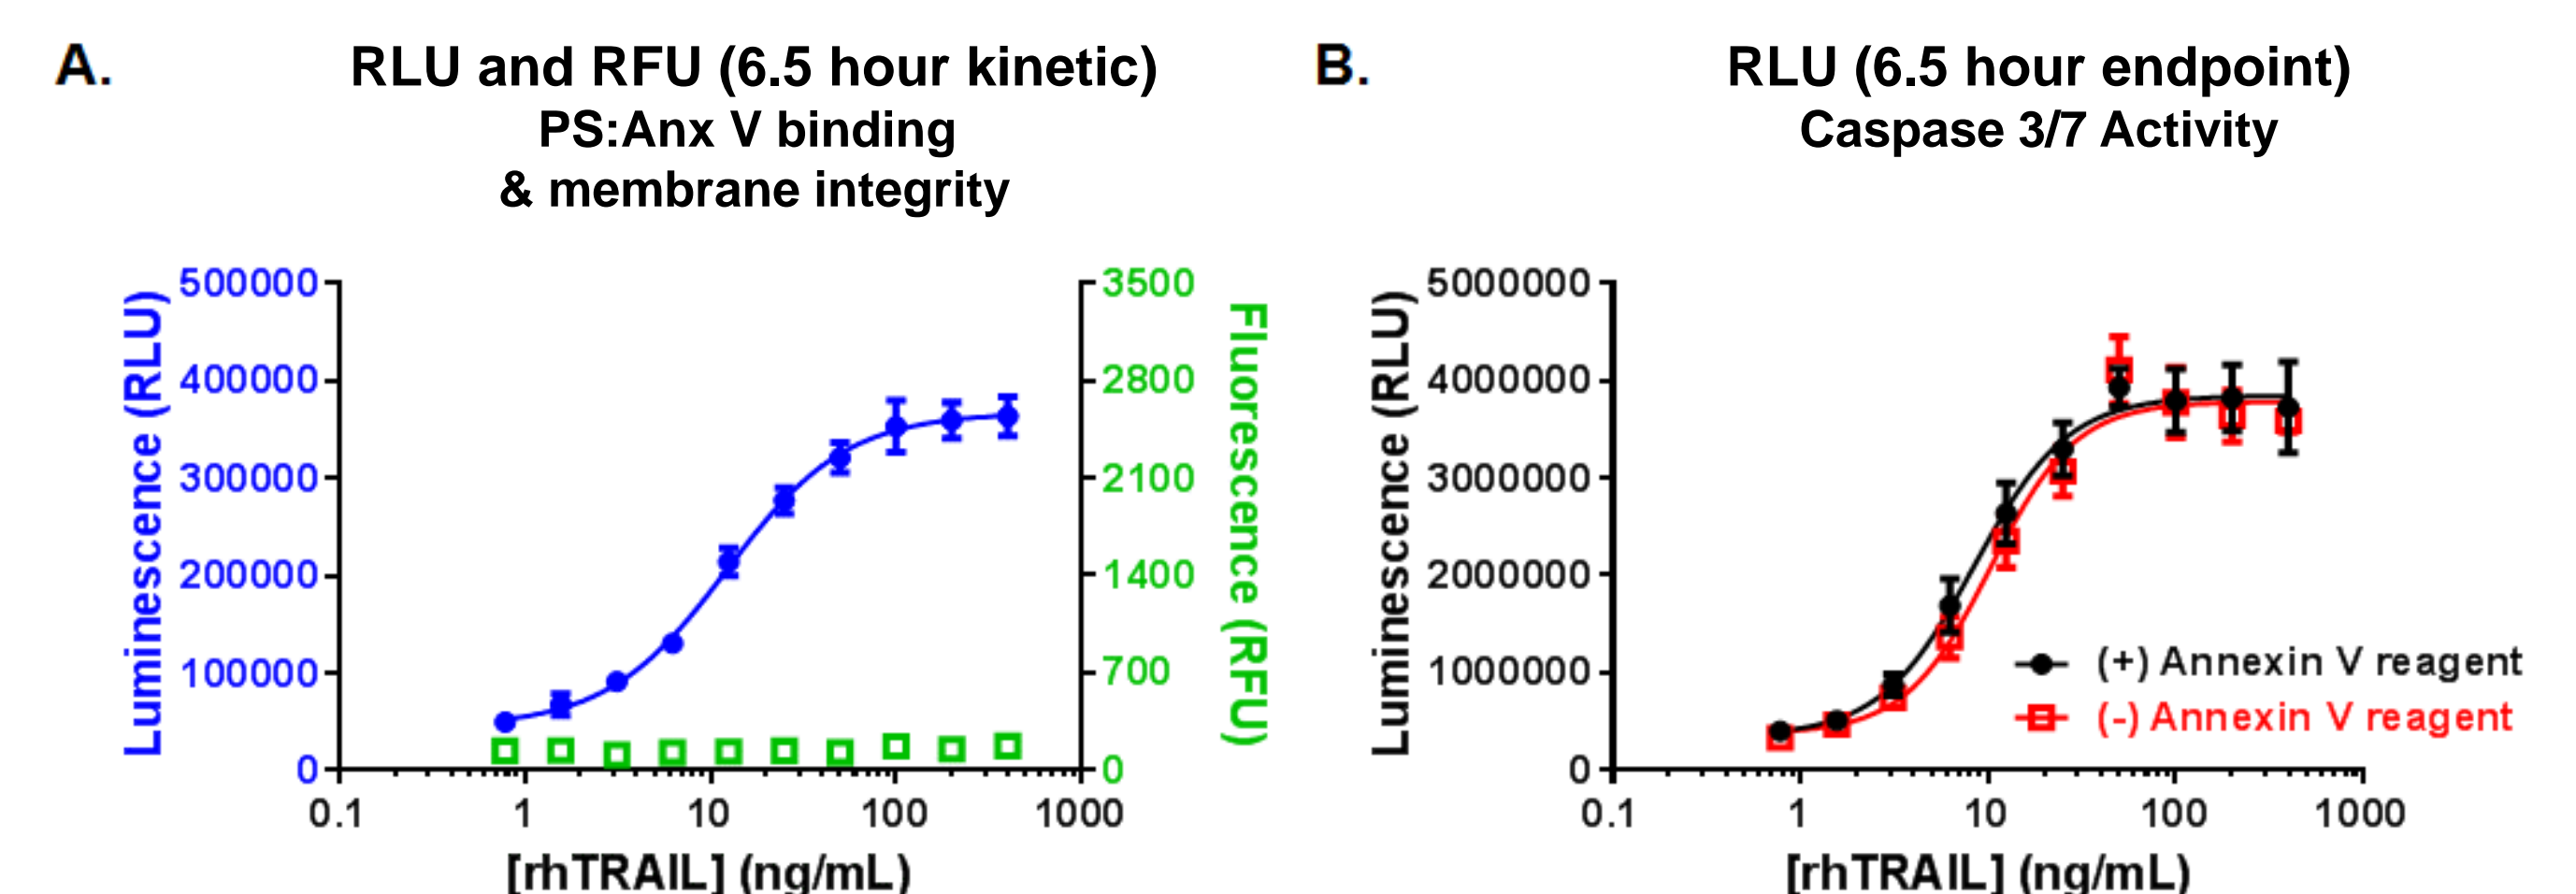 A.
RLU and RFU (6.5 hour kinetic)
PS:Anx V binding
& membrane integrity
Luminescence (RLU)
500000
400000
300000
200000
100000
0
3500
2800
2100
1400
700
0
Fluorescence (RFU)
0.1 1 10 100 1000
[rhTRAIL] (ng/mL)
B.
RLU (6.5 hour endpoint)
Caspase 3/7 Activity
Luminescence (RLU)
5000000
4000000
3000000
2000000
1000000
0
(+) Annexin V reagent
(-) Annexin V reagent
0.1 1 10 100 1000
[rhTRAIL] (ng/mL)